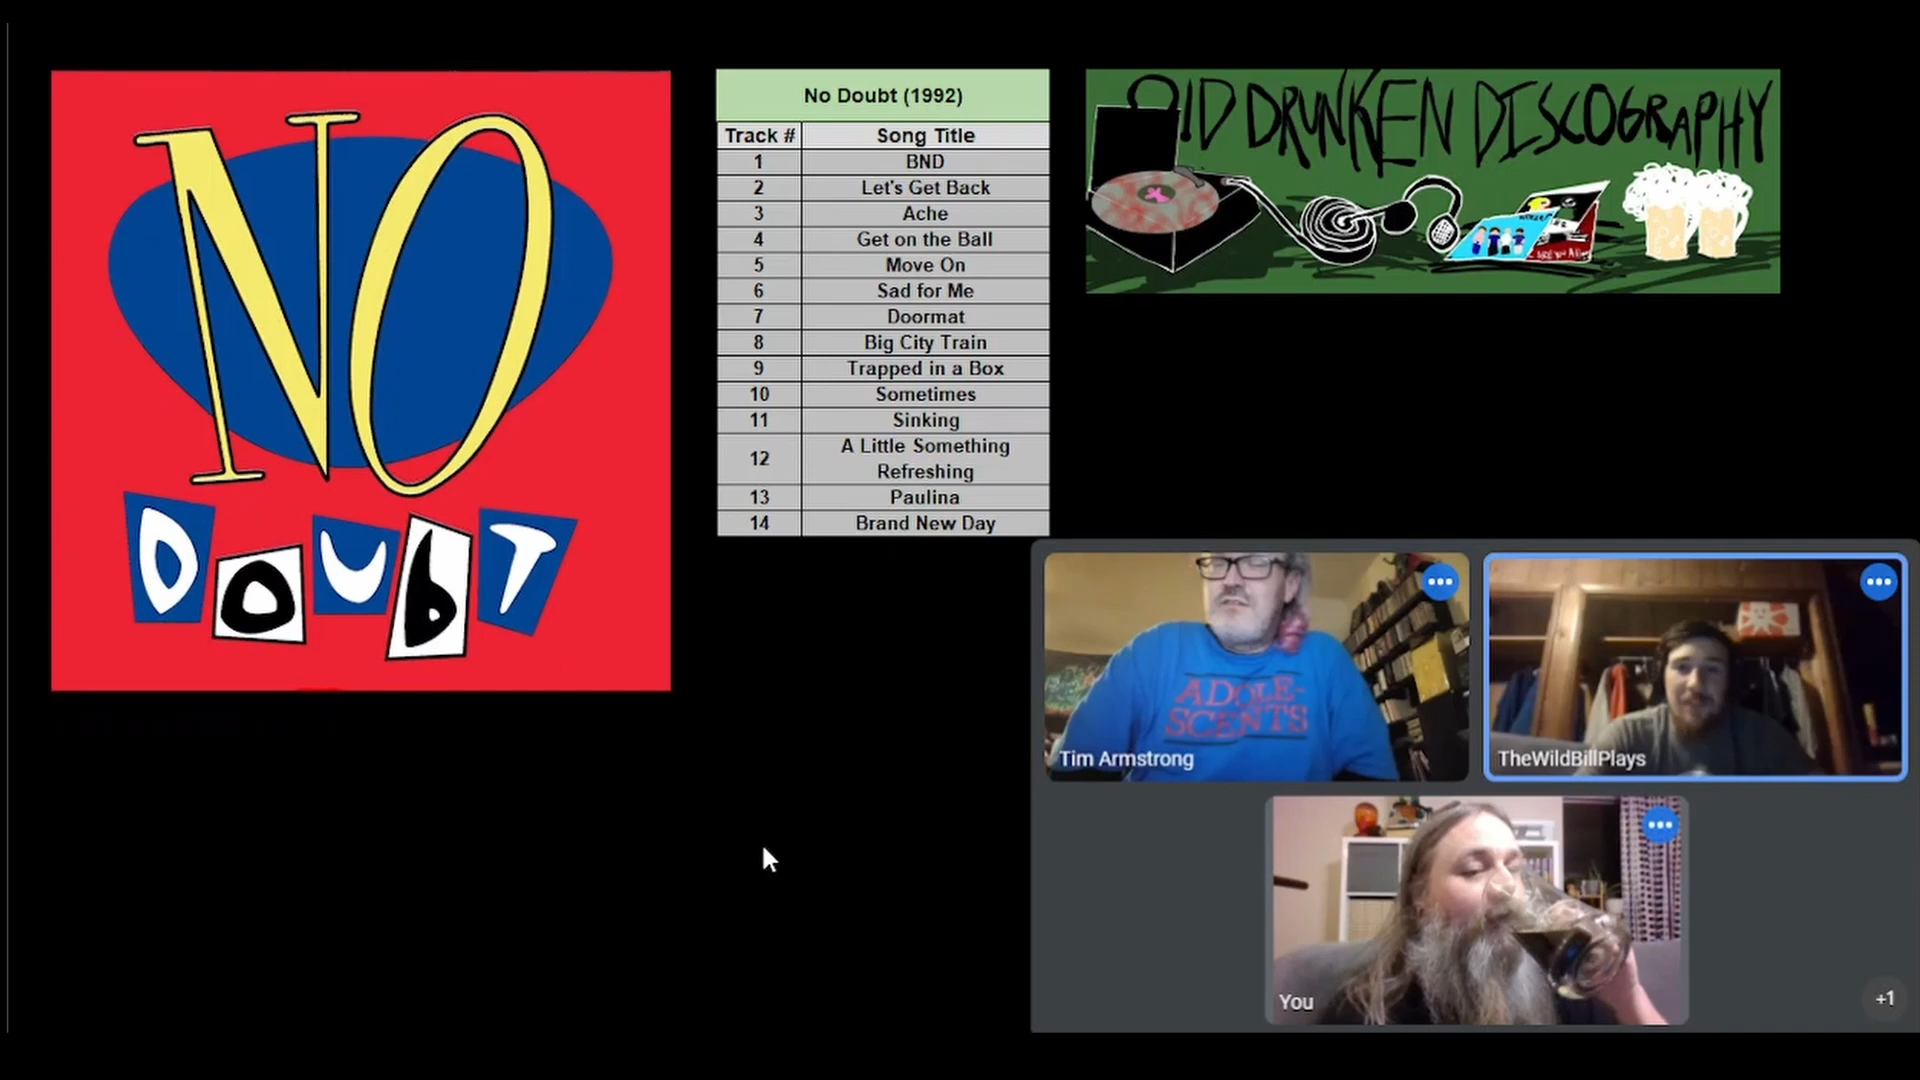 NO
DOUBT
No Doubt (1992)
Track # Song Title
1 BND
2 Let's Get Back
3 Ache
4 Get on the Ball
5 Move On
6 Sad for Me
7 Doormat
8 Big City Train
9 Trapped in a Box
10 Sometimes
11 Sinking
12 A Little Something
Refreshing
13 Paulina
14 Brand New Day
DRUNKEN DISCOGRAPHY
ADOLE-
SCENTS
Tim Armstrong
TheWildBillPlays
You
+1